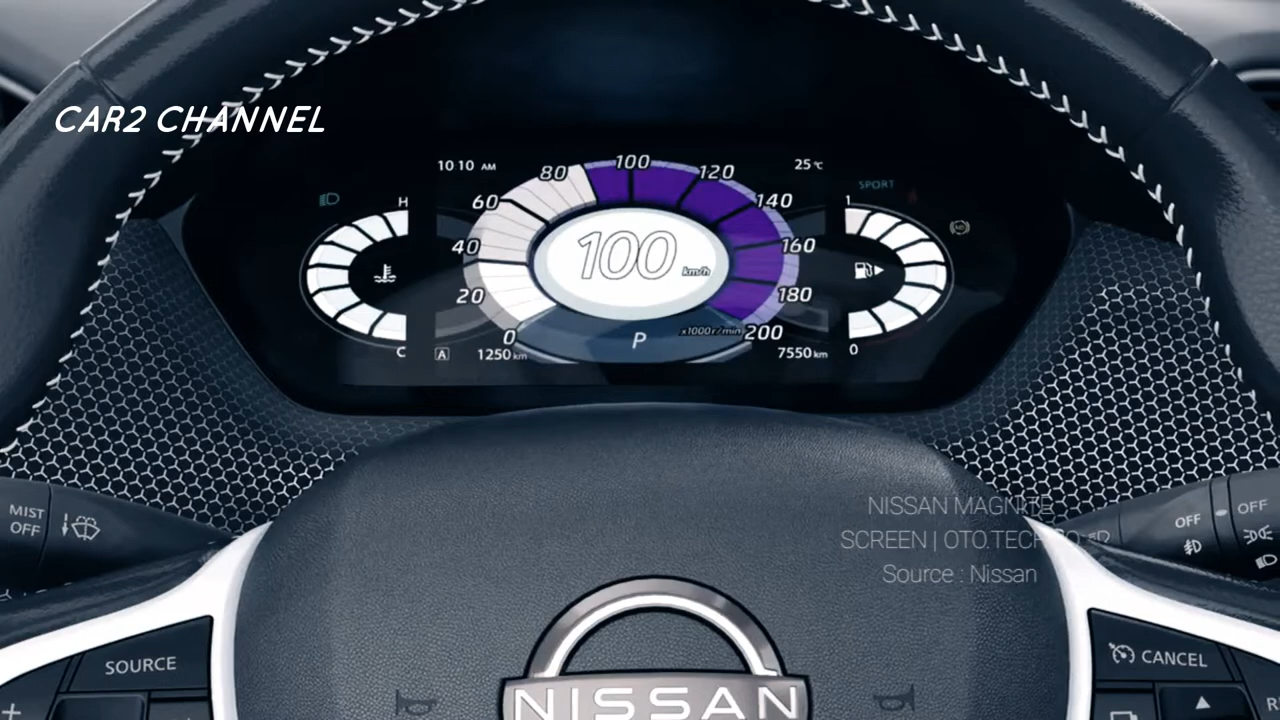 CAR2 CHANNEL
10:10 AM
25 °C
SPORT
H
C
0
20
40
60
80
100
120
140
160
180
200
100 km/h
x1000r/min
P
1
0
A
1250 km
7550 km
MIST
OFF
OFF
OFF
NISSAN MAGNITE
SCREEN | OTO.TECH
Source : Nissan
SOURCE
CANCEL
+
R
NISSAN